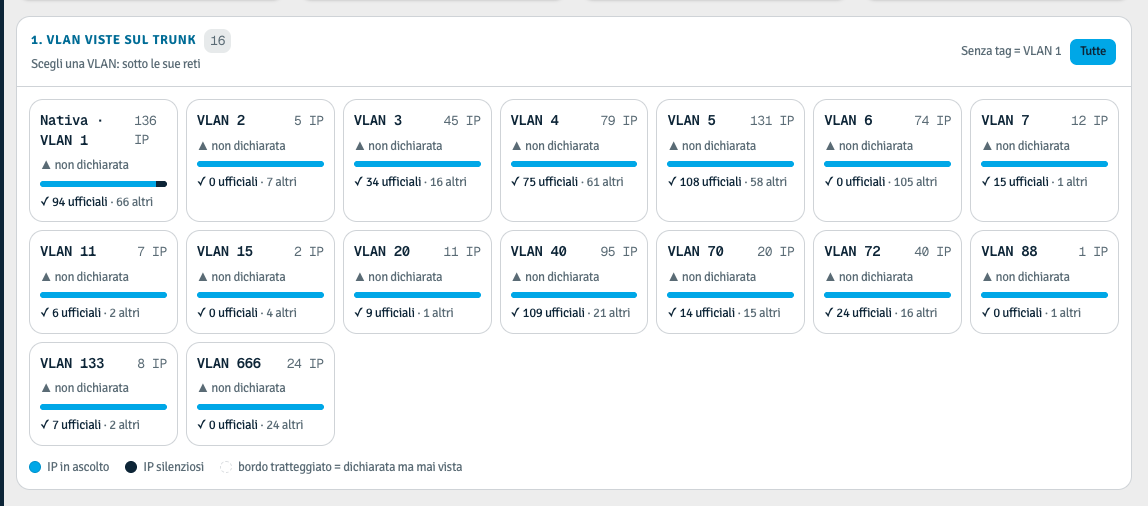 1. VLAN VISTE SUL TRUNK 16
Scegli una VLAN: sotto le sue reti
Senza tag = VLAN 1 Tutte
Nativa · VLAN 1 136 IP
▲ non dichiarata
✓ 94 ufficiali · 66 altri
VLAN 2 5 IP
▲ non dichiarata
✓ 0 ufficiali · 7 altri
VLAN 3 45 IP
▲ non dichiarata
✓ 34 ufficiali · 16 altri
VLAN 4 79 IP
▲ non dichiarata
✓ 75 ufficiali · 61 altri
VLAN 5 131 IP
▲ non dichiarata
✓ 108 ufficiali · 58 altri
VLAN 6 74 IP
▲ non dichiarata
✓ 0 ufficiali · 105 altri
VLAN 7 12 IP
▲ non dichiarata
✓ 15 ufficiali · 1 altri
VLAN 11 7 IP
▲ non dichiarata
✓ 6 ufficiali · 2 altri
VLAN 15 2 IP
▲ non dichiarata
✓ 0 ufficiali · 4 altri
VLAN 20 11 IP
▲ non dichiarata
✓ 9 ufficiali · 1 altri
VLAN 40 95 IP
▲ non dichiarata
✓ 109 ufficiali · 21 altri
VLAN 70 20 IP
▲ non dichiarata
✓ 14 ufficiali · 15 altri
VLAN 72 40 IP
▲ non dichiarata
✓ 24 ufficiali · 16 altri
VLAN 88 1 IP
▲ non dichiarata
✓ 0 ufficiali · 1 altri
VLAN 133 8 IP
▲ non dichiarata
✓ 7 ufficiali · 2 altri
VLAN 666 24 IP
▲ non dichiarata
✓ 0 ufficiali · 24 altri
IP in ascolto IP silenziosi bordo tratteggiato = dichiarata ma mai vista